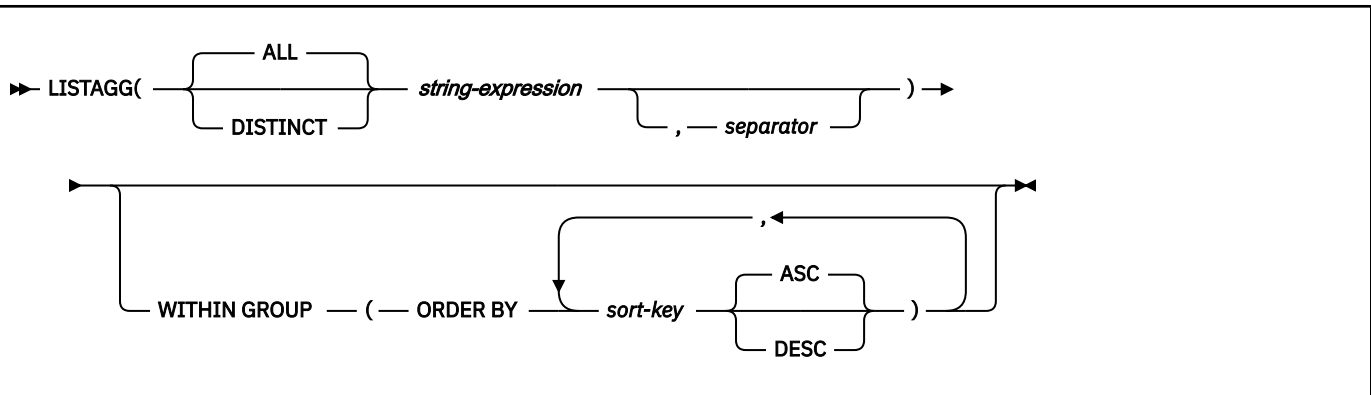 ALL
LISTAGG( string-expression )
DISTINCT , separator
,
ASC
WITHIN GROUP ( ORDER BY sort-key )
DESC